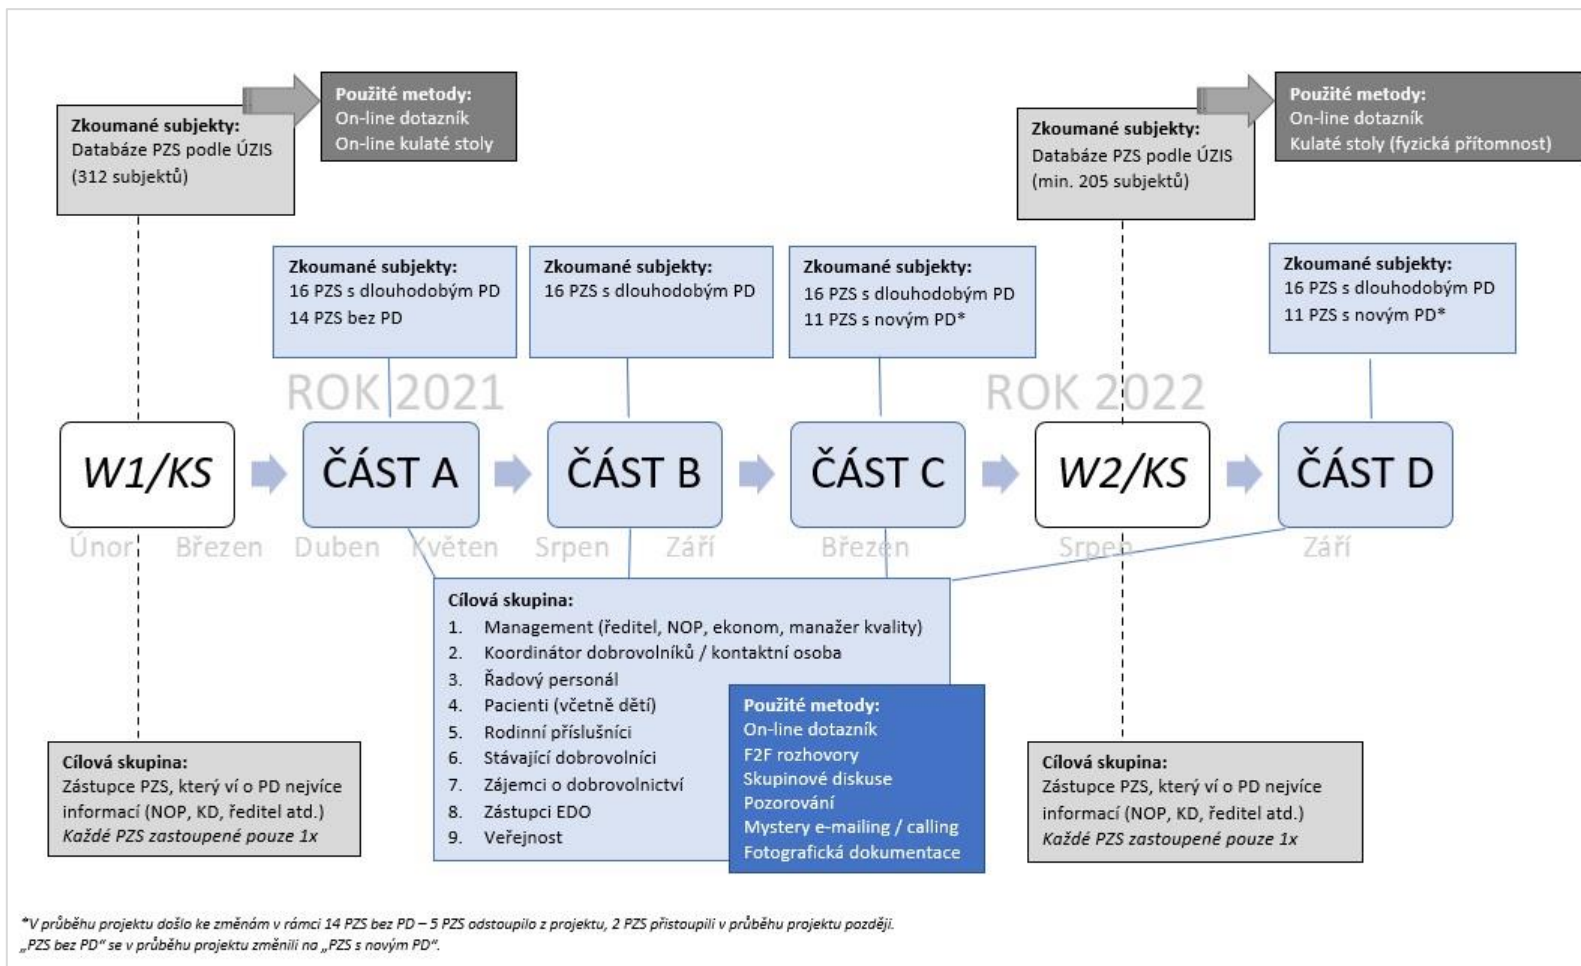 Použité metody:
On-line dotazník
On-line kulaté stoly
Zkoumané subjekty:
Databáze PZS podle ÚZIS
(312 subjektů)
Použité metody:
On-line dotazník
Kulaté stoly (fyzická přítomnost)
Zkoumané subjekty:
Databáze PZS podle ÚZIS
(min. 205 subjektů)
Zkoumané subjekty:
16 PZS s dlouhodobým PD
14 PZS bez PD
Zkoumané subjekty:
16 PZS s dlouhodobým PD
Zkoumané subjekty:
16 PZS s dlouhodobým PD
11 PZS s novým PD*
Zkoumané subjekty:
16 PZS s dlouhodobým PD
11 PZS s novým PD*
ROK 2021
ROK 2022
W1/KS
ČÁST A
ČÁST B
ČÁST C
W2/KS
ČÁST D
Únor
Březen
Duben
Květen
Srpen
Září
Březen
Srpen
Září
Cílová skupina:
1. Management (ředitel, NOP, ekonom, manažer kvality)
2. Koordinátor dobrovolníků / kontaktní osoba
3. Řadový personál
4. Pacienti (včetně dětí)
5. Rodinní příslušníci
6. Stávající dobrovolníci
7. Zájemci o dobrovolnictví
8. Zástupci EDO
9. Veřejnost
Použité metody:
On-line dotazník
F2F rozhovory
Skupinové diskuse
Pozorování
Mystery e-mailing / calling
Fotografická dokumentace
Cílová skupina:
Zástupce PZS, který ví o PD nejvíce
informací (NOP, KD, ředitel atd.)
Každé PZS zastoupené pouze 1x
Cílová skupina:
Zástupce PZS, který ví o PD nejvíce
informací (NOP, KD, ředitel atd.)
Každé PZS zastoupené pouze 1x
*V průběhu projektu došlo ke změnám v rámci 14 PZS bez PD – 5 PZS odstoupilo z projektu, 2 PZS přistoupili v průběhu projektu později.
„PZS bez PD“ se v průběhu projektu změnili na „PZS s novým PD“.